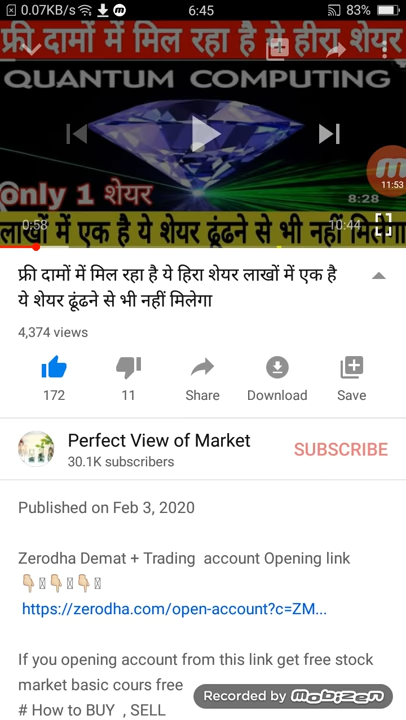 0.07KB/s 6:45 83%
फ्री दामों में मिल रहा है ये हीरा शेयर
QUANTUM COMPUTING
11:53
only 1 शेयर
8:28
0:58 10:44
लाखों में एक है ये शेयर ढूंढने से भी नहीं मिलेगा
फ्री दामों में मिल रहा है ये हिरा शेयर लाखों में एक है
ये शेयर ढूंढने से भी नहीं मिलेगा
4,374 views
172 11 Share Download Save
Perfect View of Market
30.1K subscribers
SUBSCRIBE
Published on Feb 3, 2020
Zerodha Demat + Trading account Opening link
https://zerodha.com/open-account?c=ZM...
If you opening account from this link get free stock
market basic cours free
Recorded by mobizen
# How to BUY , SELL